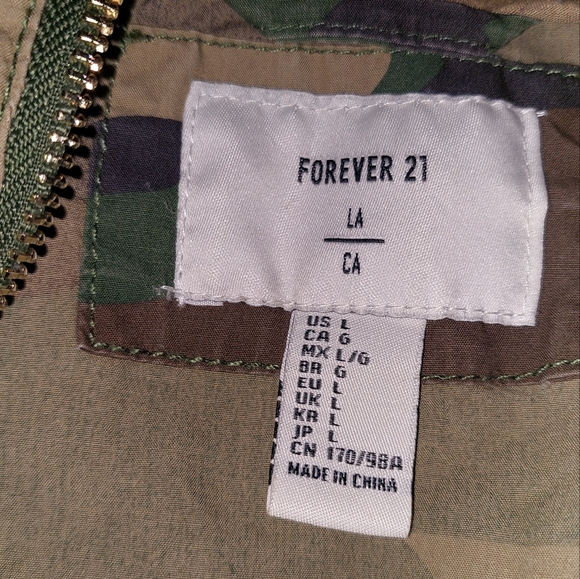 FOREVER 21
LA
CA
US L
CA G
MX L/G
BR G
EU L
UK L
KR L
JP L
CN 170/98A
MADE IN CHINA